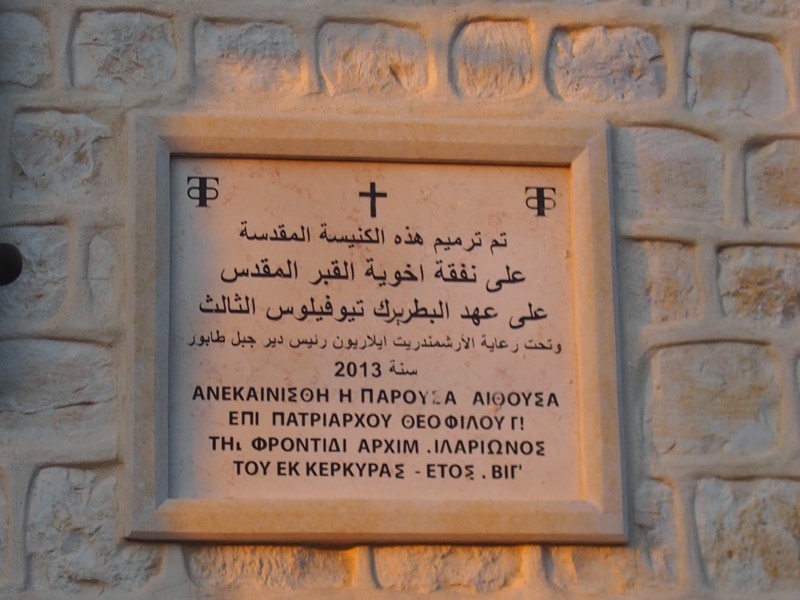 تم ترميم هذه الكنيسة المقدسة
على نفقة اخوية القبر المقدس
على عهد البطريرك تيوفيلوس الثالث
وتحت رعاية الأرشمندريت ايلاريون رئيس دير جبل طابور
سنة 2013
ΑΝΕΚΑΙΝΙΣΘΗ Η ΠΑΡΟΥΣΑ ΑΙΘΟΥΣΑ
ΕΠΙ ΠΑΤΡΙΑΡΧΟΥ ΘΕΟΦΙΛΟΥ Γ!
ΤΗι ΦΡΟΝΤΙΔΙ ΑΡΧΙΜ .ΙΛΑΡΙΩΝΟΣ
ΤΟΥ ΕΚ ΚΕΡΚΥΡΑΣ - ΕΤΟΣ . ΒΙΓ'